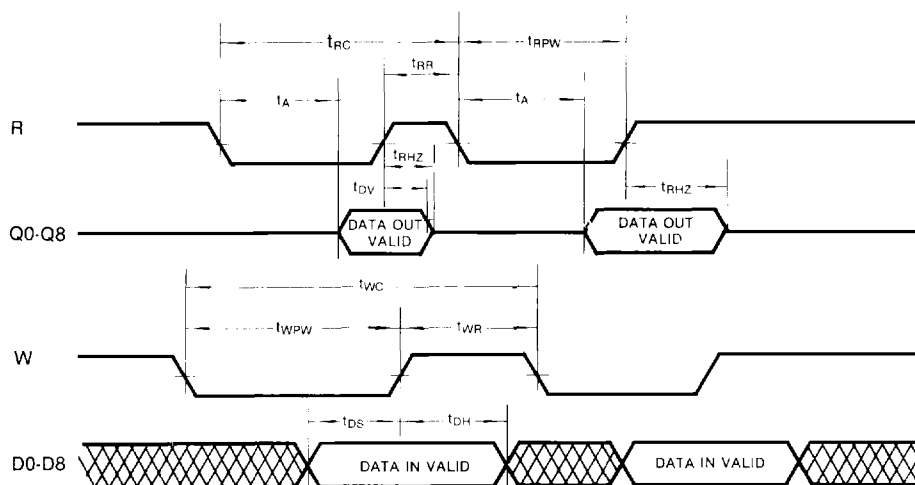 tRC
tRPW
tRR
tA
tA
R
tRHZ
tDV
tRHZ
Q0-Q8
DATA OUT
VALID
DATA OUT
VALID
tWC
tWPW
tWR
W
tDS
tDH
D0-D8
DATA IN VALID
DATA IN VALID